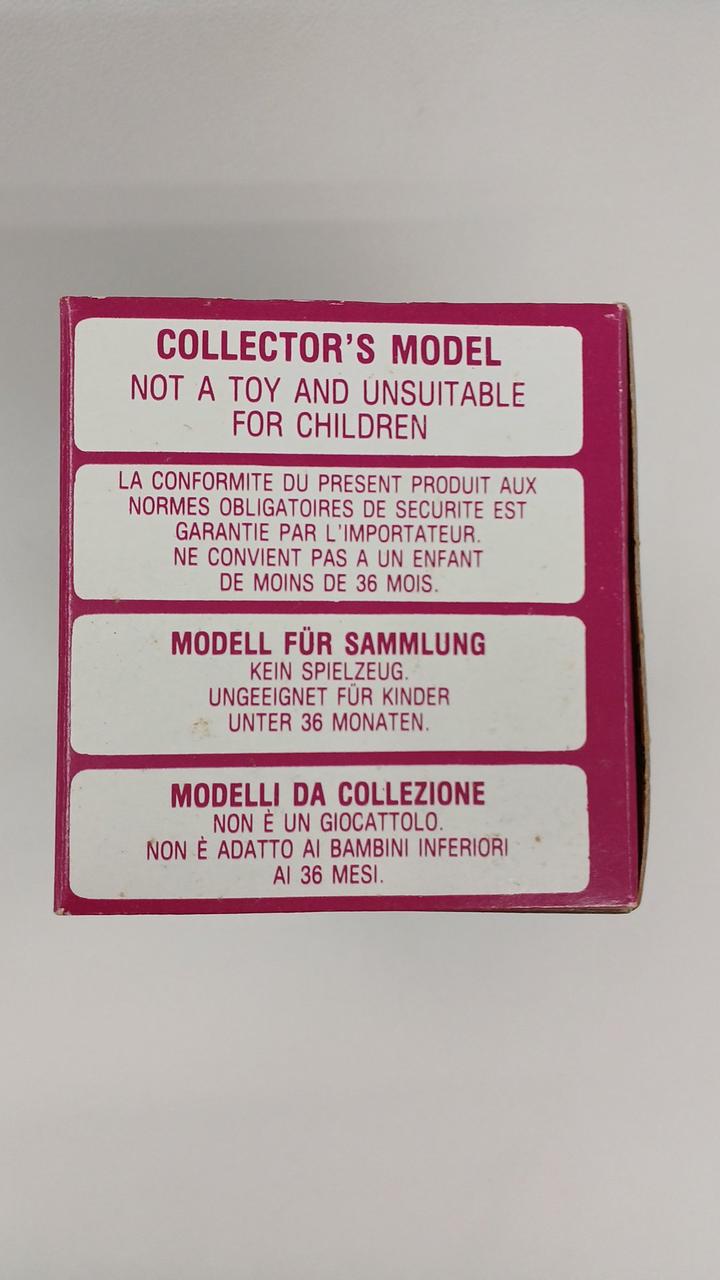 COLLECTOR'S MODEL
NOT A TOY AND UNSUITABLE
FOR CHILDREN
LA CONFORMITE DU PRESENT PRODUIT AUX
NORMES OBLIGATOIRES DE SECURITE EST
GARANTIE PAR L'IMPORTATEUR.
NE CONVIENT PAS A UN ENFANT
DE MOINS DE 36 MOIS.
MODELL FÜR SAMMLUNG
KEIN SPIELZEUG.
UNGEEIGNET FÜR KINDER
UNTER 36 MONATEN.
MODELLI DA COLLEZIONE
NON È UN GIOCATTOLO.
NON È ADATTO AI BAMBINI INFERIORI
AI 36 MESI.